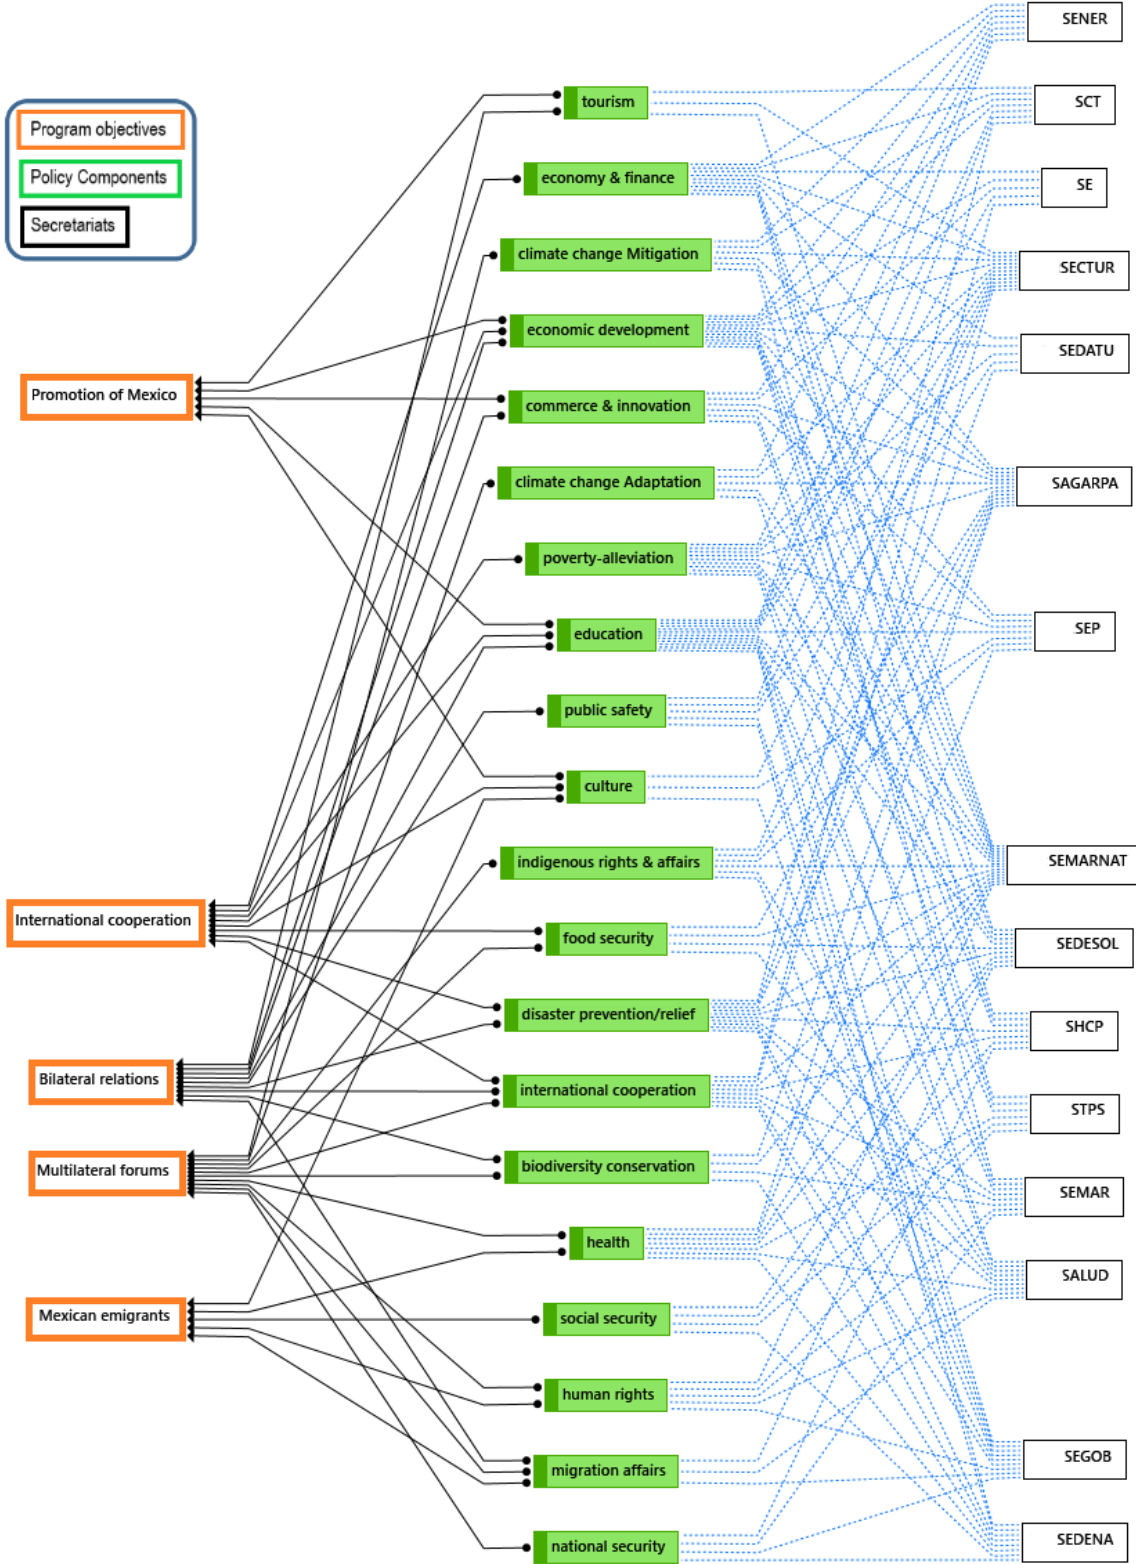 Program objectives
Policy Components
Secretariats
Promotion of Mexico
International cooperation
Bilateral relations
Multilateral forums
Mexican emigrants
tourism
economy & finance
climate change Mitigation
economic development
commerce & innovation
climate change Adaptation
poverty-alleviation
education
public safety
culture
indigenous rights & affairs
food security
disaster prevention/relief
international cooperation
biodiversity conservation
health
social security
human rights
migration affairs
national security
SENER
SCT
SE
SECTUR
SEDATU
SAGARPA
SEP
SEMARNAT
SEDESOL
SHCP
STPS
SEMAR
SALUD
SEGOB
SEDENA